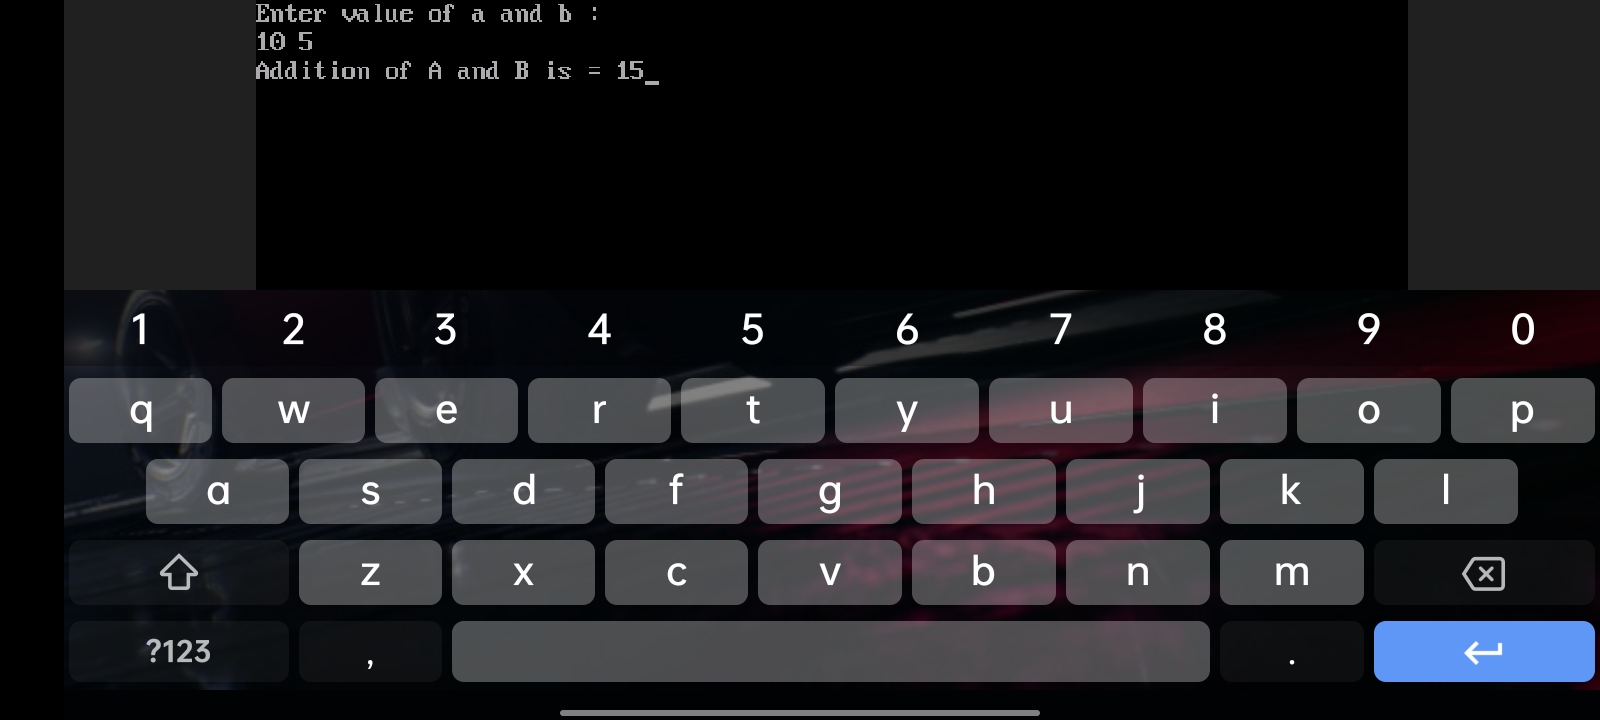 Enter value of a and b :
10 5
Addition of A and B is = 15_
1 2 3 4 5 6 7 8 9 0
q w e r t y u i o p
a s d f g h j k l
z x c v b n m
?123 , .